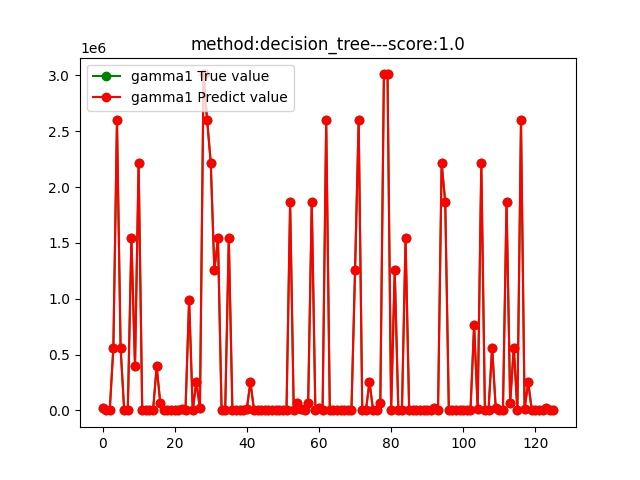 method:decision_tree---score:1.0
1e6
gamma1 True value
gamma1 Predict value
3.0
2.5
2.0
1.5
1.0
0.5
0.0
0 20 40 60 80 100 120